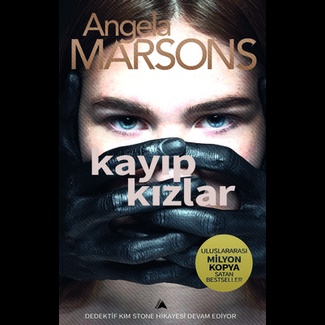 Angela
MARSONS
kayıp
kızlar
ULUSLARARASI
MİLYON
KOPYA
SATAN
BESTSELLER
DEDEKTİF KIM STONE HİKAYESİ DEVAM EDİYOR